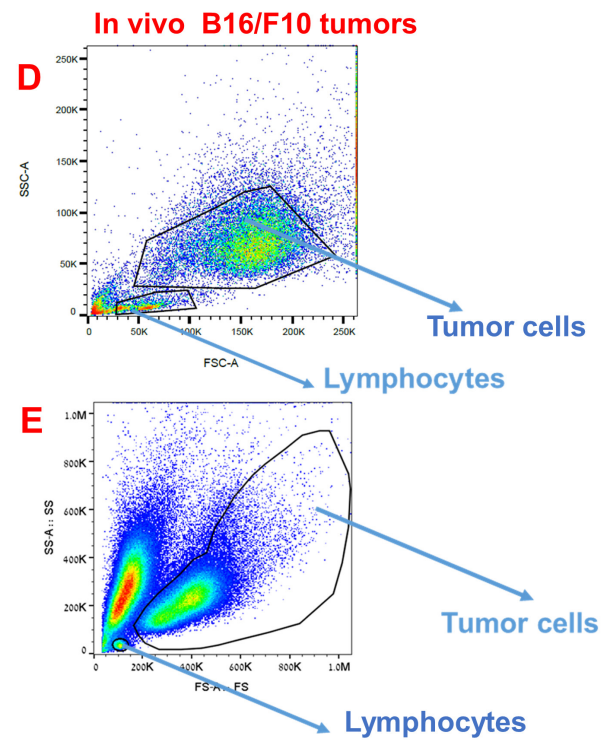 In vivo B16/F10 tumors
D
SSC-A
250K
200K
150K
100K
50K
0
0 50K 100K 150K 200K 250K
FSC-A
Tumor cells
Lymphocytes
E
SS-A :: SS
1.0M
800K
600K
400K
200K
0
0 200K 400K 600K 800K 1.0M
FS-A :: FS
Tumor cells
Lymphocytes